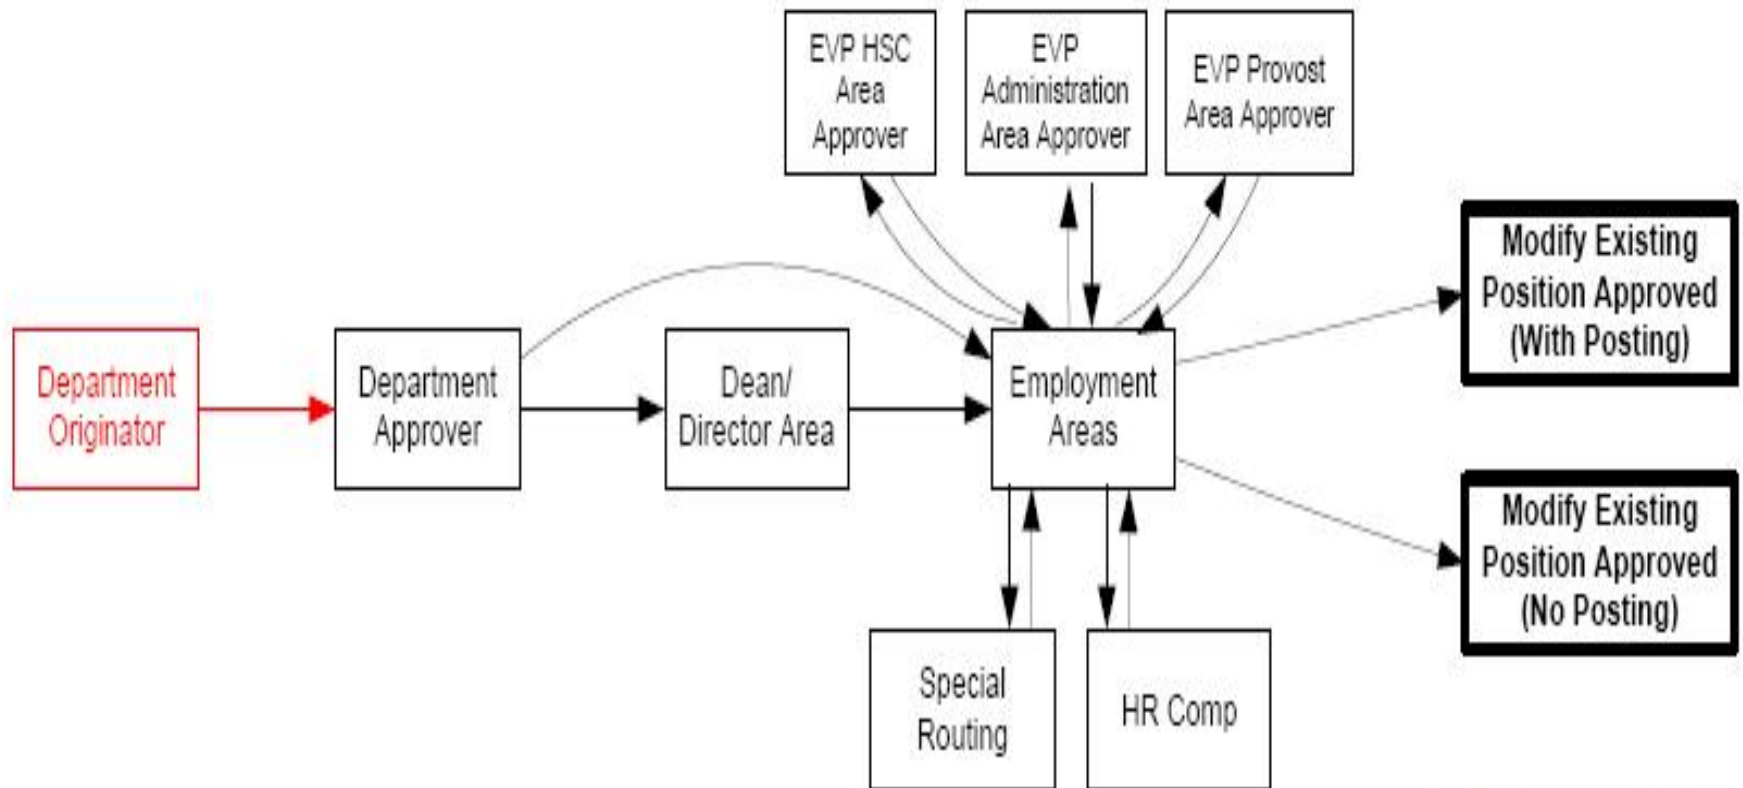 EVP HSC
Area
Approver
EVP
Administration
Area Approver
EVP Provost
Area Approver
Modify Existing
Position Approved
(With Posting)
Department
Originator
Department
Approver
Dean/
Director Area
Employment
Areas
Modify Existing
Position Approved
(No Posting)
Special
Routing
HR Comp